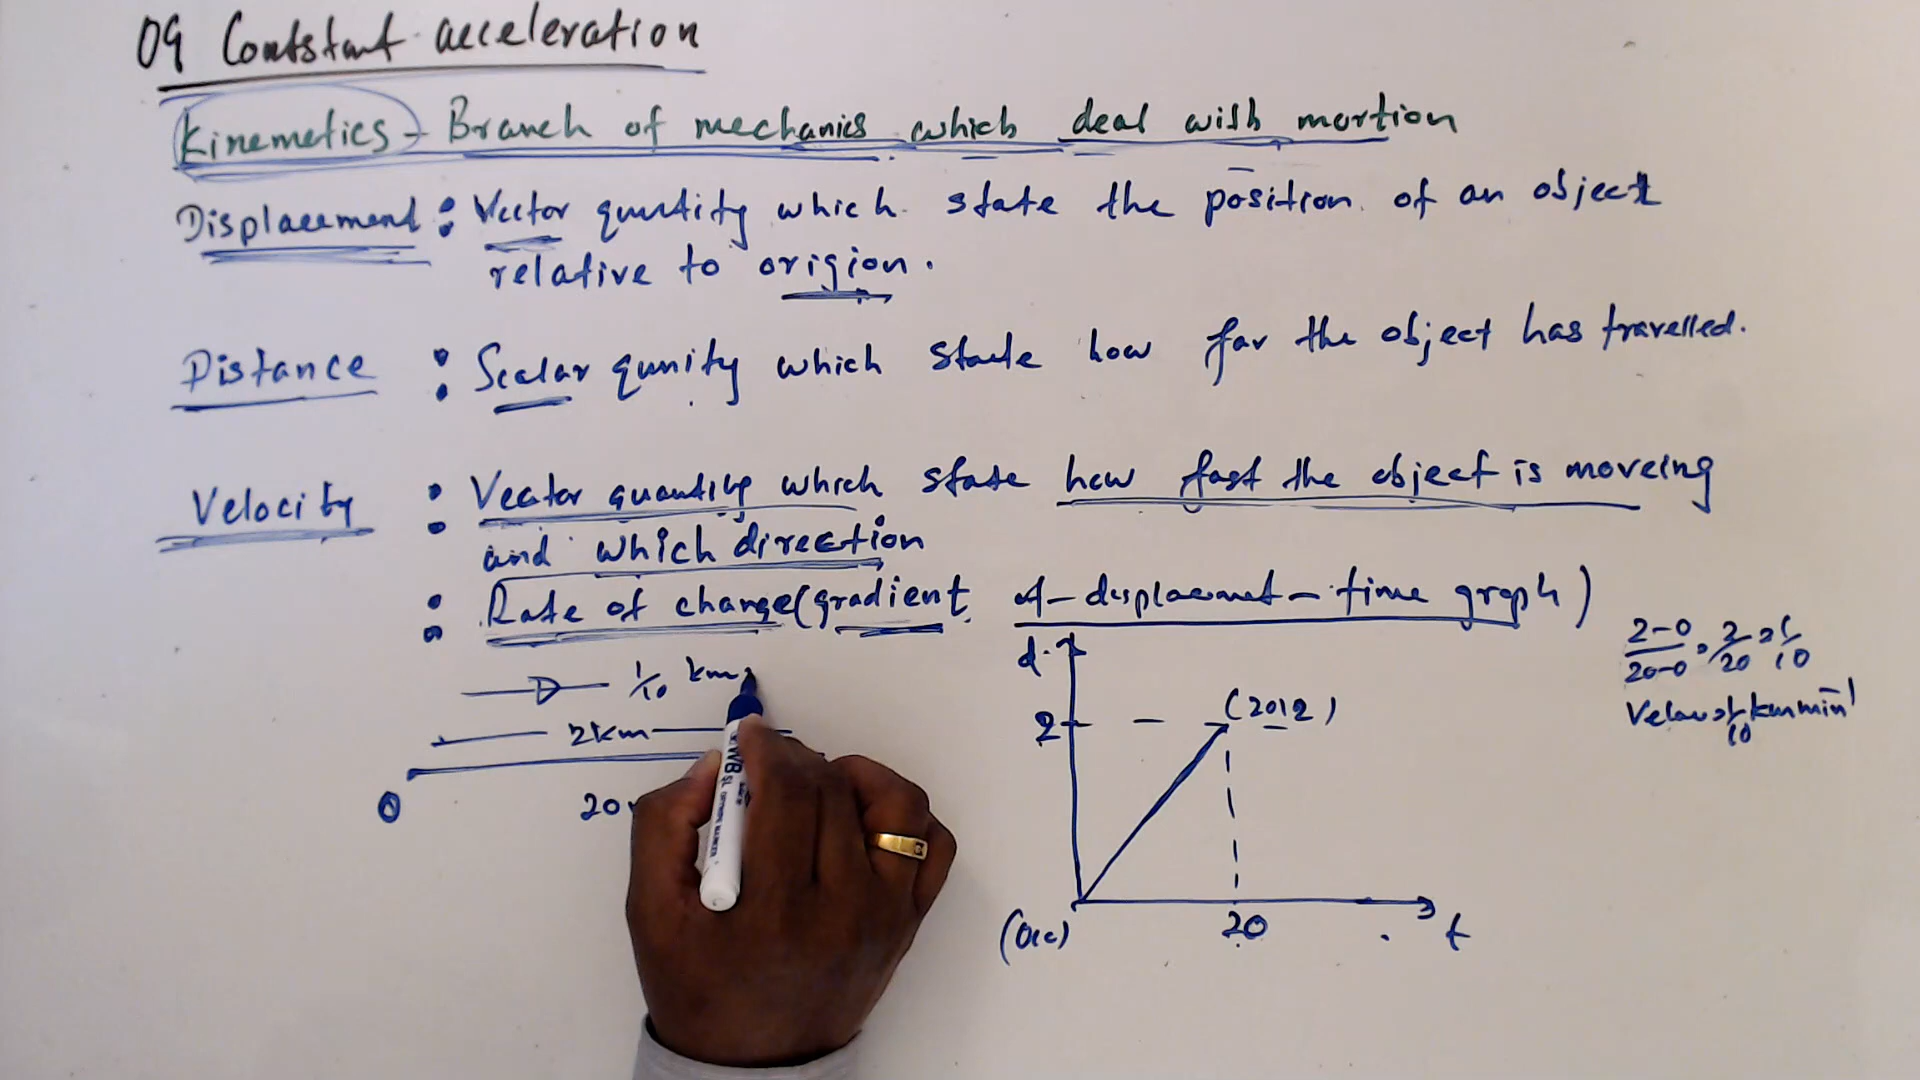 09 Contstant acceleration
Kinemetics - Branch of mechanics which deal with mortion
Displacement : Vector quntity which state the position of an object
relative to origion.
Distance : Scalar qunity which state how far the object has travelled.
Velocity : Vector quantity which state how fast the object is moveing
and which direction
: Rate of change (gradient of - displacement - time graph)
1/10 km
2km
0 20
d
2 (20,2)
(0,0) 20 t
2-0/20-0 = 2/20 = 1/10
1/10 km min⁻¹
WB